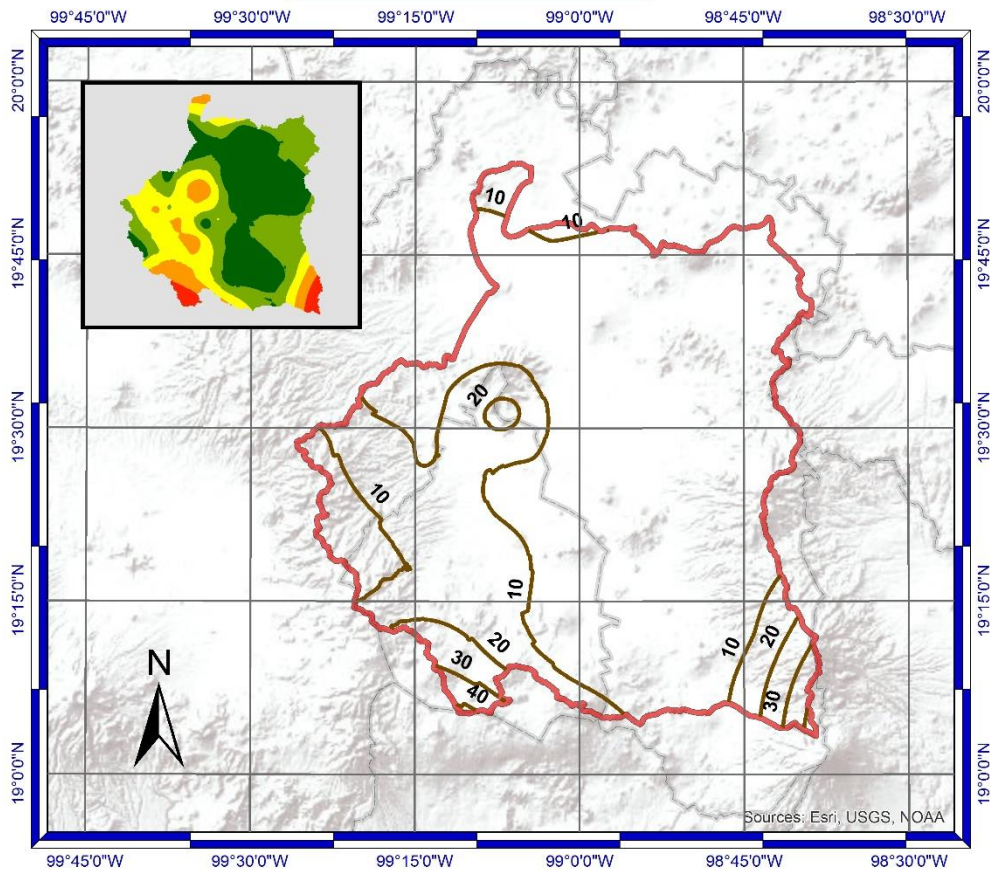 99°45'0"W 99°30'0"W 99°15'0"W 99°0'0"W 98°45'0"W 98°30'0"W
20°0'0"N 20°0'0"N
10
10
19°45'0"N 19°45'0"N
20
19°30'0"N 19°30'0"N
10
10
19°15'0"N 19°15'0"N
20
10
20
30
40
30
N
19°0'0"N 19°0'0"N
Sources: Esri, USGS, NOAA
99°45'0"W 99°30'0"W 99°15'0"W 99°0'0"W 98°45'0"W 98°30'0"W